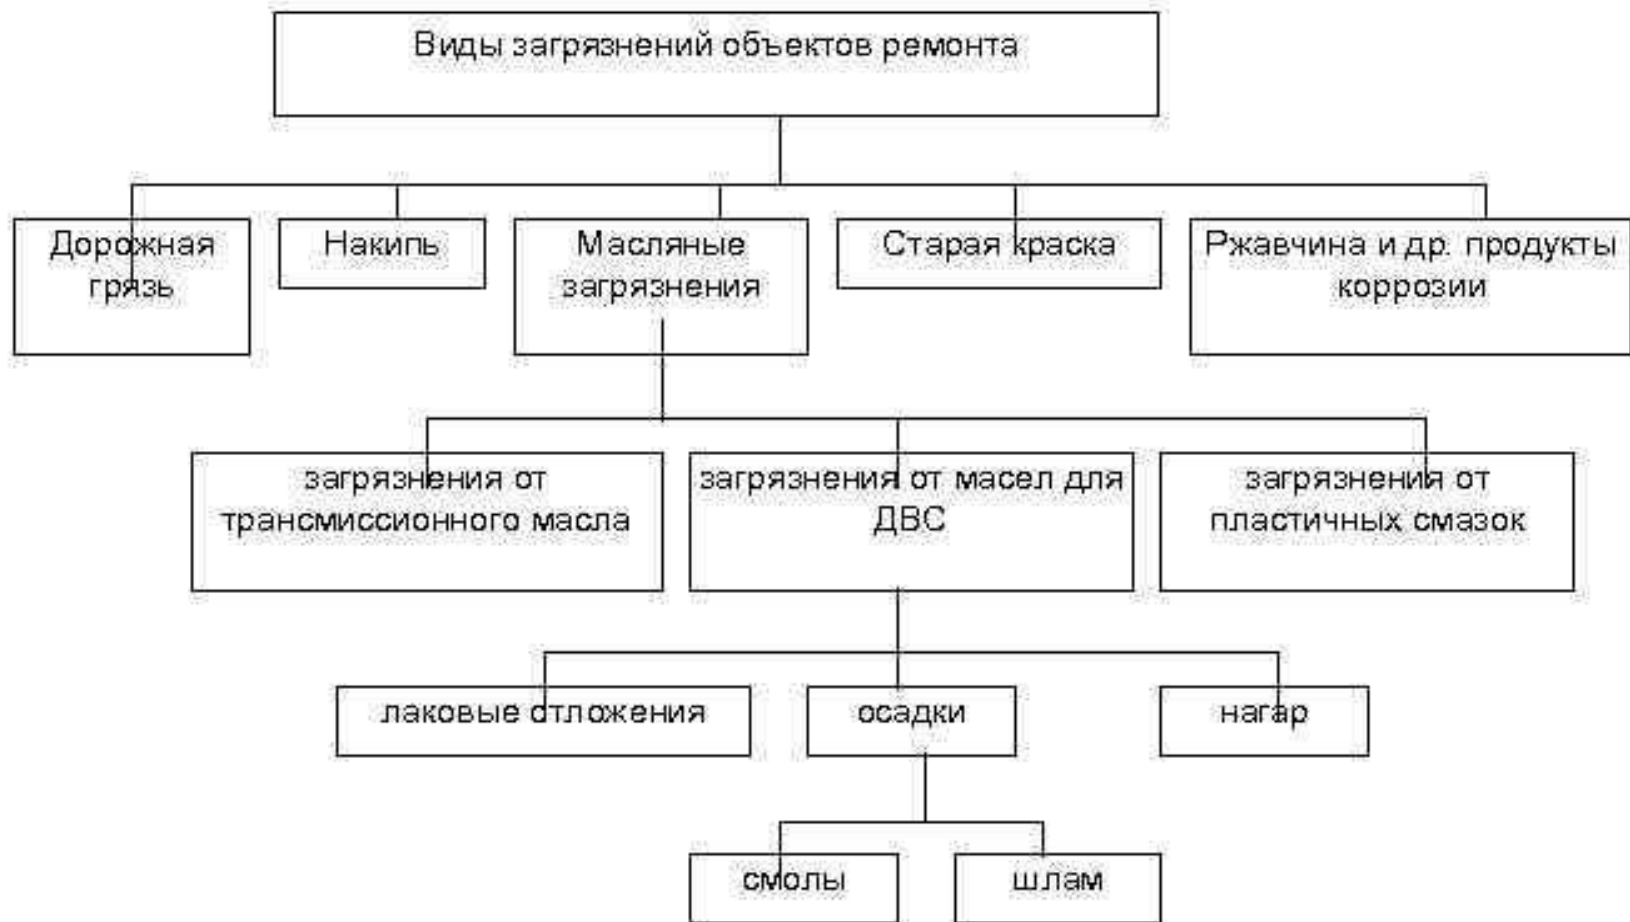 Виды загрязнений объектов ремонта
Дорожная
грязь
Накипь
Масляные
загрязнения
Старая краска
Ржавчина и др. продукты
коррозии
загрязнения от
трансмиссионного масла
загрязнения от масел для
ДВС
загрязнения от
пластичных смазок
лаковые отложения
осадки
нагар
смолы
шлам